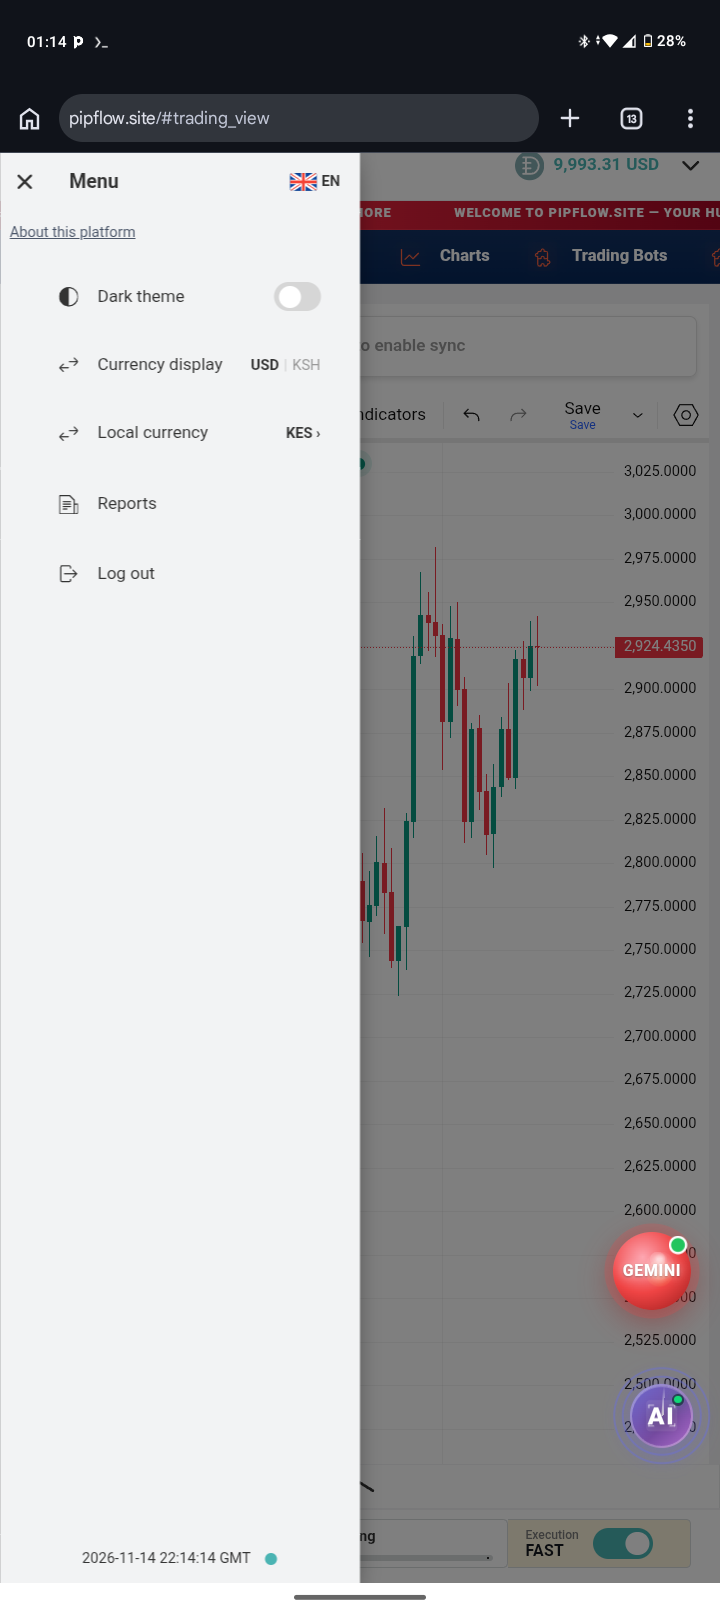 01:14
28%
pipflow.site/#trading_view
13
Menu
EN
9,993.31 USD
About this platform
MORE
WELCOME TO PIPFLOW.SITE — YOUR HU
Charts
Trading Bots
Dark theme
Currency display
USD | KSH
o enable sync
Local currency
KES ›
ndicators
Save
Save
Reports
Log out
3,025.0000
3,000.0000
2,975.0000
2,950.0000
2,924.4350
2,900.0000
2,875.0000
2,850.0000
2,825.0000
2,800.0000
2,775.0000
2,750.0000
2,725.0000
2,700.0000
2,675.0000
2,650.0000
2,625.0000
2,600.0000
GEMINI
2,525.0000
2,500.0000
AI
ng
Execution
FAST
2026-11-14 22:14:14 GMT